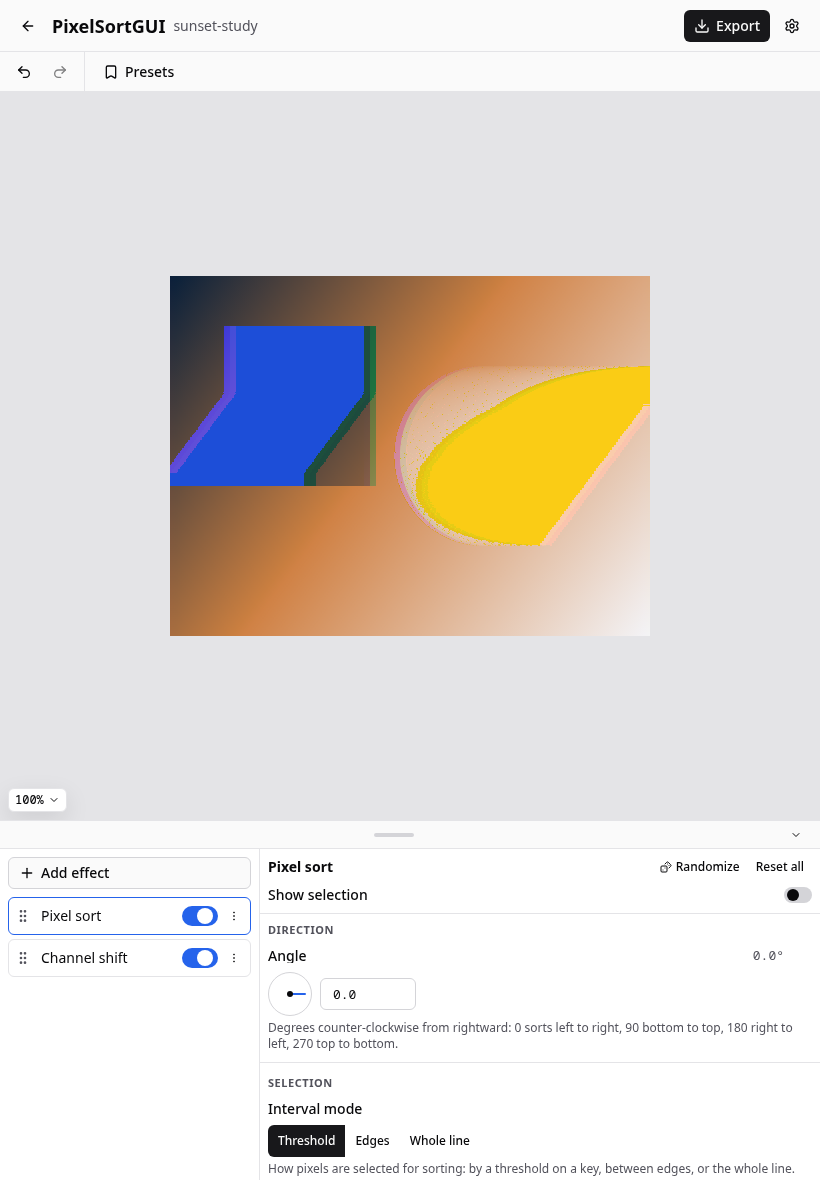 PixelSortGUI sunset-study Export
Presets
100%
Add effect
Pixel sort
Channel shift
Pixel sort Randomize Reset all
Show selection
DIRECTION
Angle 0.0°
0.0
Degrees counter-clockwise from rightward: 0 sorts left to right, 90 bottom to top, 180 right to
left, 270 top to bottom.
SELECTION
Interval mode
Threshold Edges Whole line
How pixels are selected for sorting: by a threshold on a key, between edges, or the whole line.